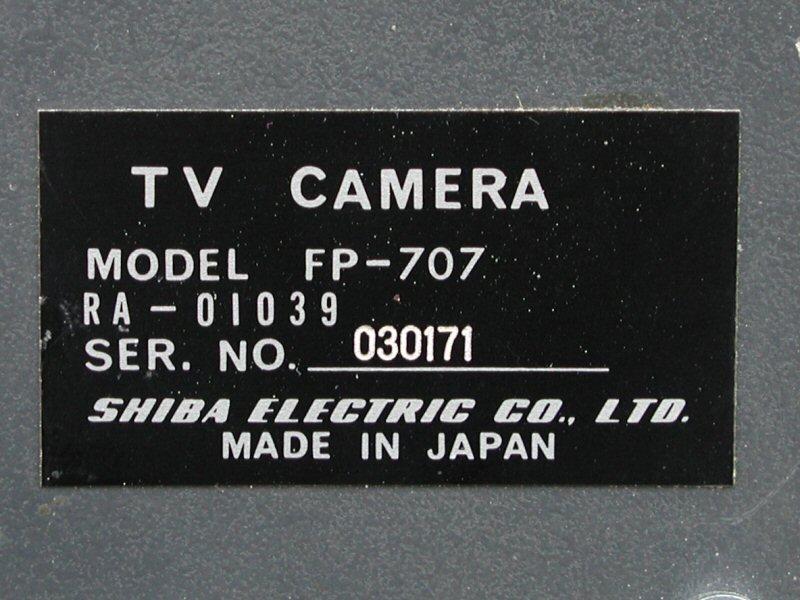 TV CAMERA
MODEL FP-707
RA-01039
SER. NO. 030171
SHIBA ELECTRIC CO., LTD.
MADE IN JAPAN